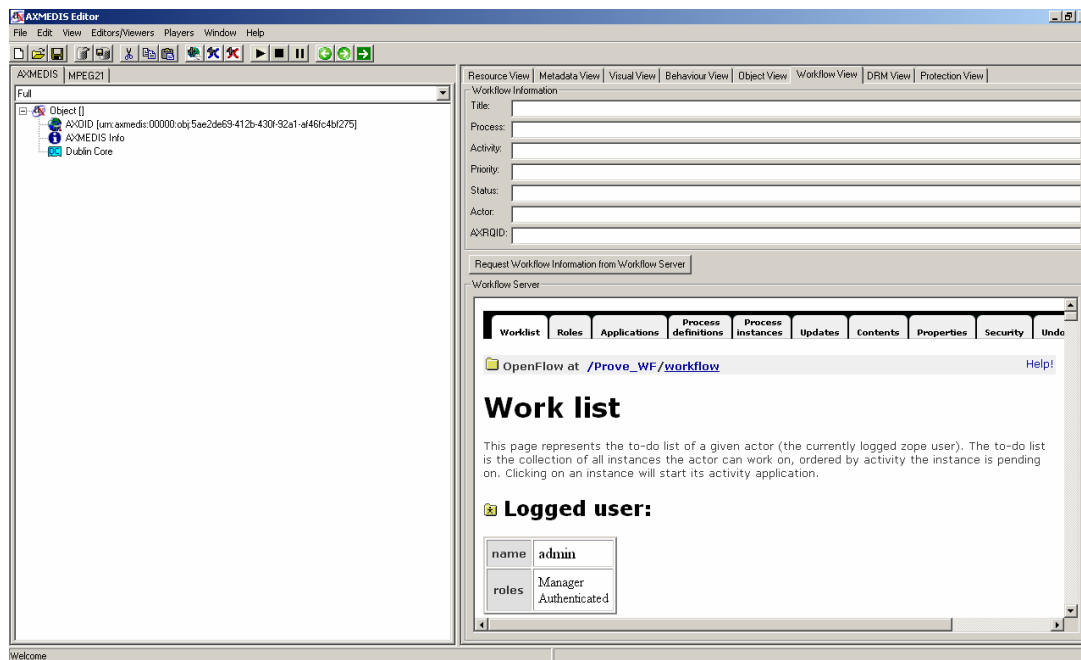 AXMEDIS Editor
File Edit View Editors/Viewers Players Window Help
AXMEDIS MPEG21
Full
Object []
AXOID [urn:axmedis:00000:obj:5ae2de69-412b-430f-92a1-af46fc4bf275]
AXMEDIS Info
DC Dublin Core
Resource View Metadata View Visual View Behaviour View Object View Workflow View DRM View Protection View
Workflow Information
Title:
Process:
Activity:
Priority:
Status:
Actor:
AXRQID:
Request Workflow Information from Workflow Server
Workflow Server
Worklist Roles Applications Process definitions Process instances Updates Contents Properties Security Undo
OpenFlow at /Prove_WF/workflow Help!
Work list
This page represents the to-do list of a given actor (the currently logged zope user). The to-do list
is the collection of all instances the actor can work on, ordered by activity the instance is pending
on. Clicking on an instance will start its activity application.
Logged user:
name admin
roles Manager
Authenticated
Welcome